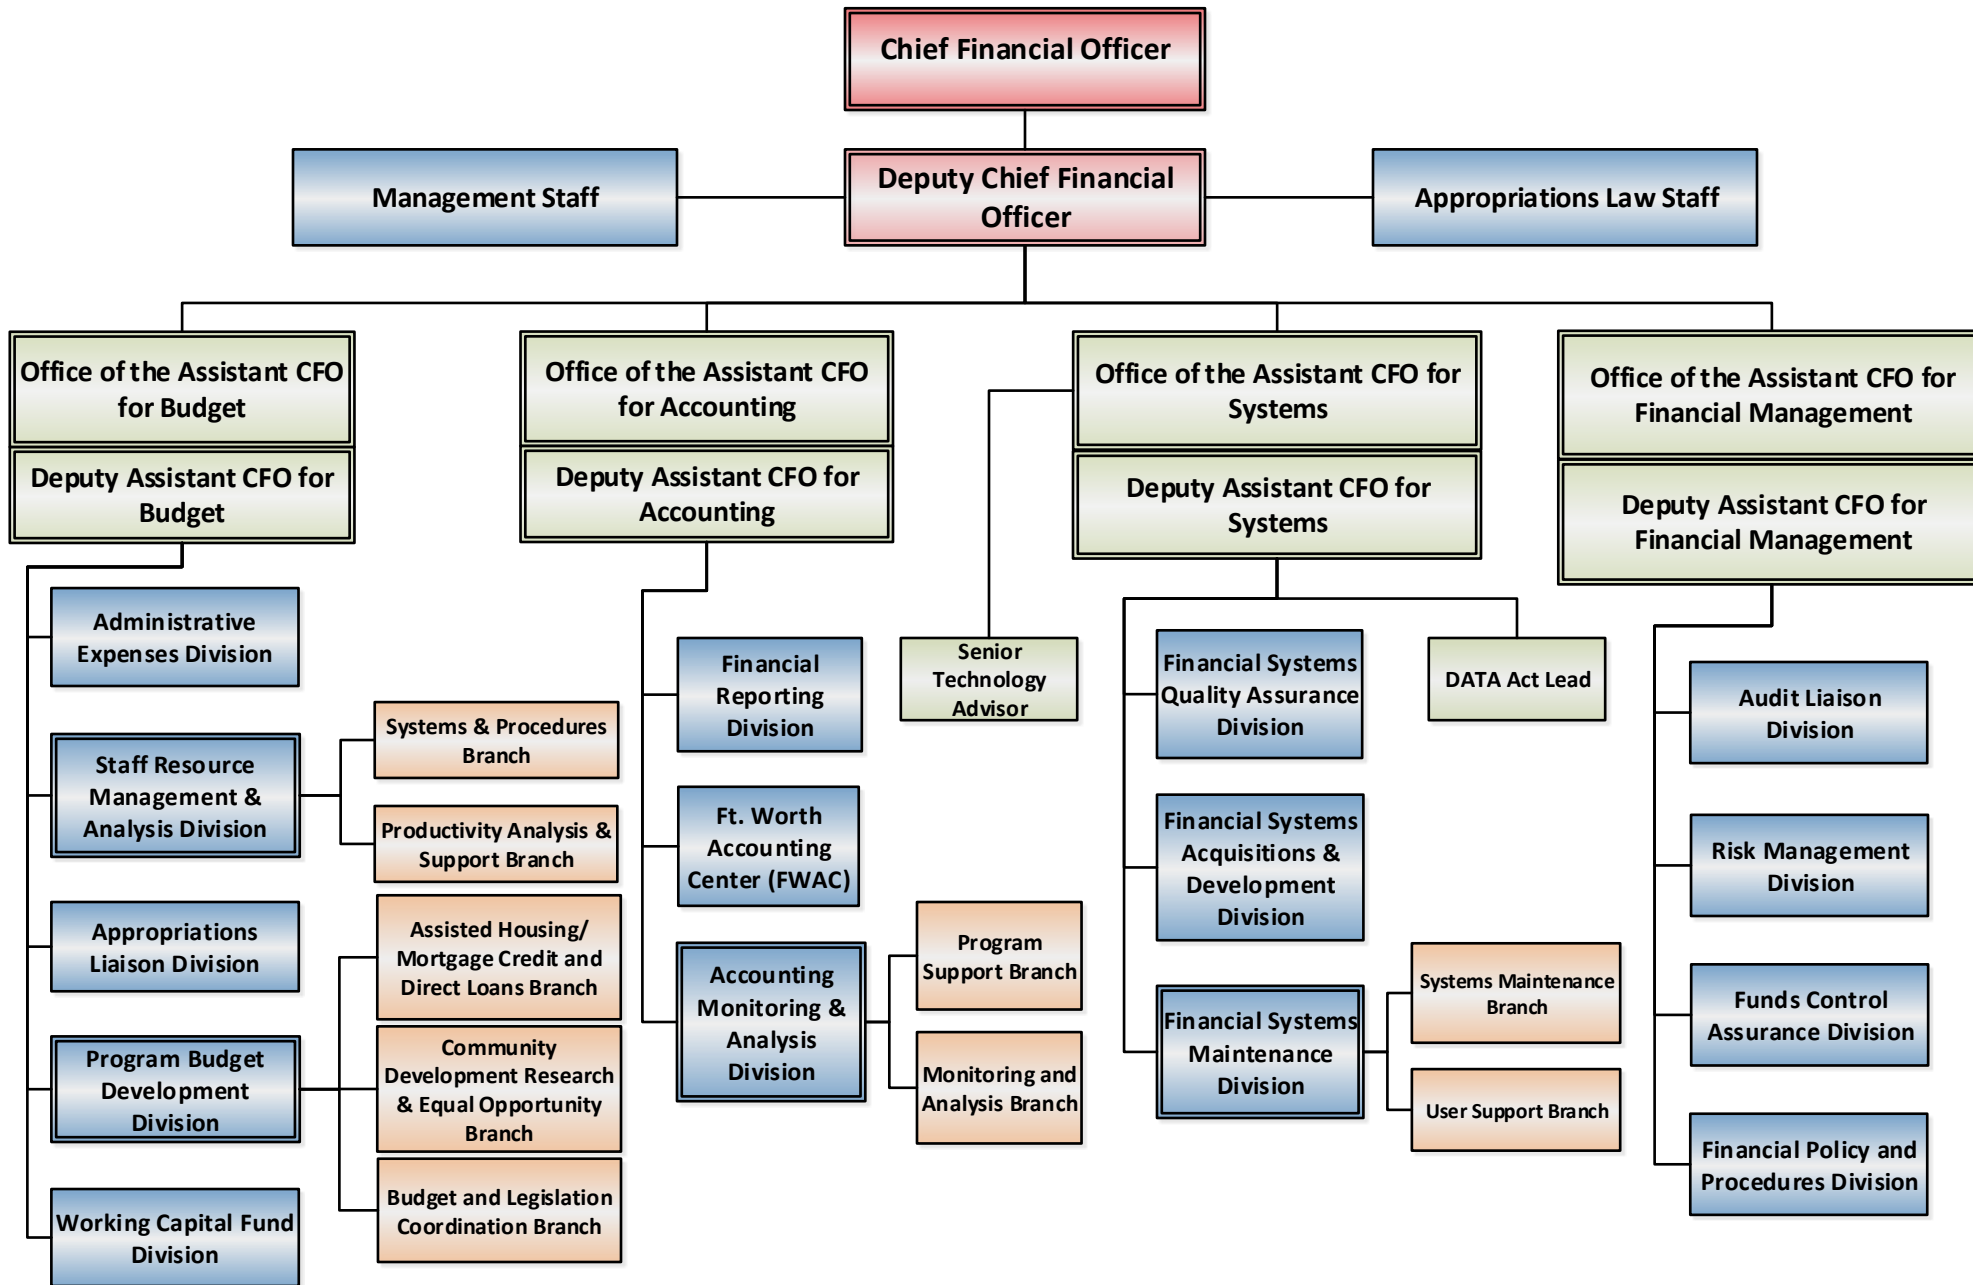 Chief Financial Officer
Management Staff
Deputy Chief Financial
Officer
Appropriations Law Staff
Office of the Assistant CFO
for Budget
Deputy Assistant CFO for
Budget
Administrative
Expenses Division
Staff Resource
Management &
Analysis Division
Systems & Procedures
Branch
Productivity Analysis &
Support Branch
Appropriations
Liaison Division
Program Budget
Development
Division
Assisted Housing/
Mortgage Credit and
Direct Loans Branch
Community
Development Research
& Equal Opportunity
Branch
Budget and Legislation
Coordination Branch
Working Capital Fund
Division
Office of the Assistant CFO
for Accounting
Deputy Assistant CFO for
Accounting
Financial
Reporting
Division
Ft. Worth
Accounting
Center (FWAC)
Accounting
Monitoring &
Analysis
Division
Program
Support Branch
Monitoring and
Analysis Branch
Office of the Assistant CFO for
Systems
Deputy Assistant CFO for
Systems
Senior
Technology
Advisor
Financial Systems
Quality Assurance
Division
DATA Act Lead
Financial Systems
Acquisitions &
Development
Division
Financial Systems
Maintenance
Division
Systems Maintenance
Branch
User Support Branch
Office of the Assistant CFO for
Financial Management
Deputy Assistant CFO for
Financial Management
Audit Liaison
Division
Risk Management
Division
Funds Control
Assurance Division
Financial Policy and
Procedures Division